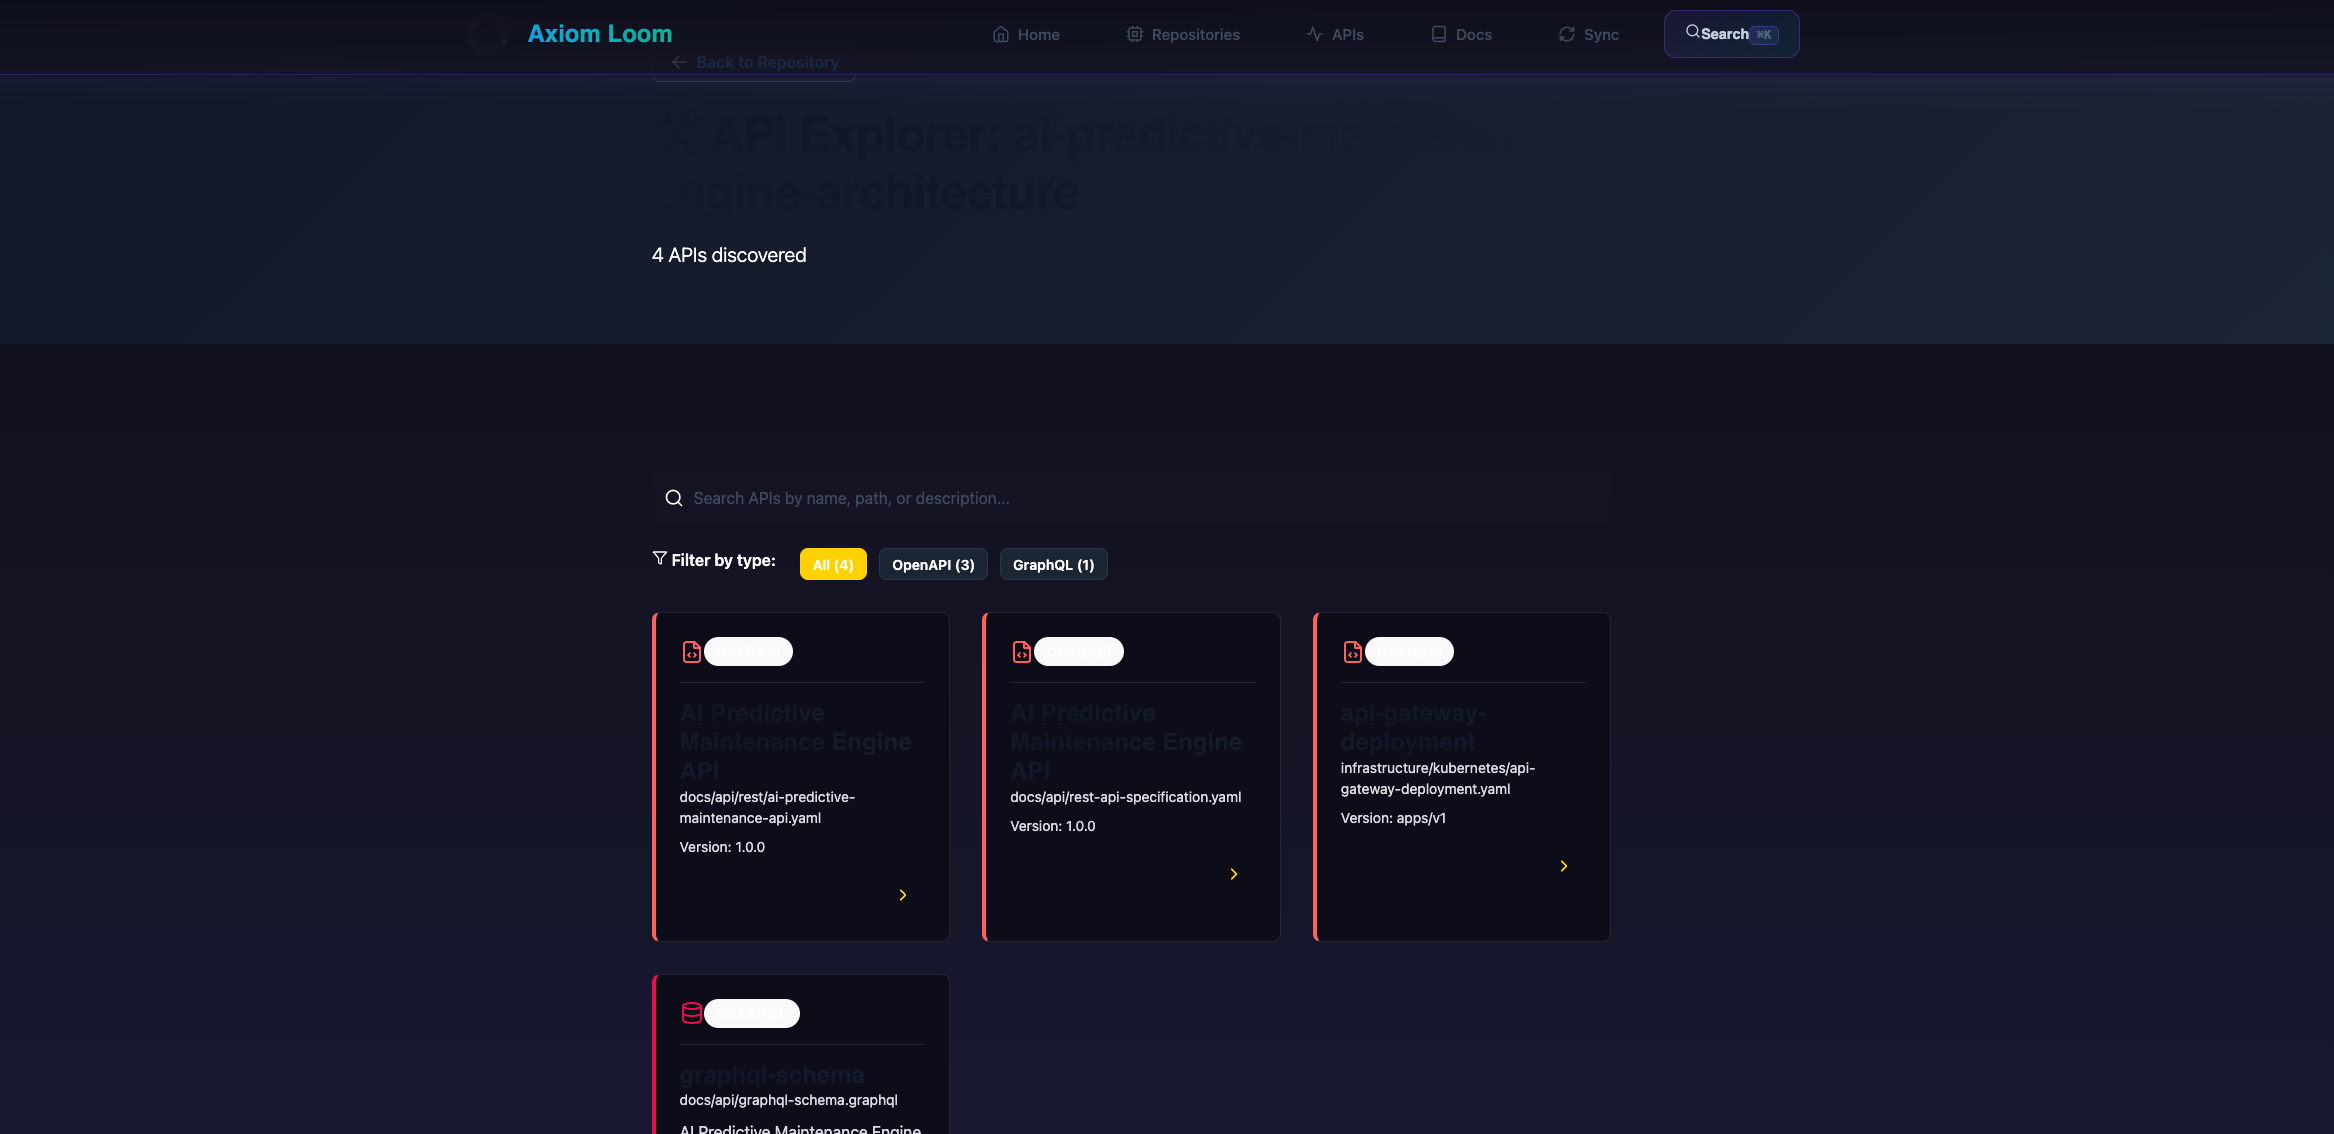 Axiom Loom
Home
Repositories
APIs
Docs
Sync
Search ⌘K
Back to Repository
🛠 API Explorer: ai-predictive-main
engine-architecture
4 APIs discovered
Search APIs by name, path, or description...
Filter by type:
All (4)
OpenAPI (3)
GraphQL (1)
OPENAPI
AI Predictive
Maintenance Engine
API
docs/api/rest/ai-predictive-
maintenance-api.yaml
Version: 1.0.0
OPENAPI
AI Predictive
Maintenance Engine
API
docs/api/rest-api-specification.yaml
Version: 1.0.0
OPENAPI
api-gateway-
deployment
infrastructure/kubernetes/api-
gateway-deployment.yaml
Version: apps/v1
GRAPHQL
graphql-schema
docs/api/graphql-schema.graphql
AI Predictive Maintenance Engine